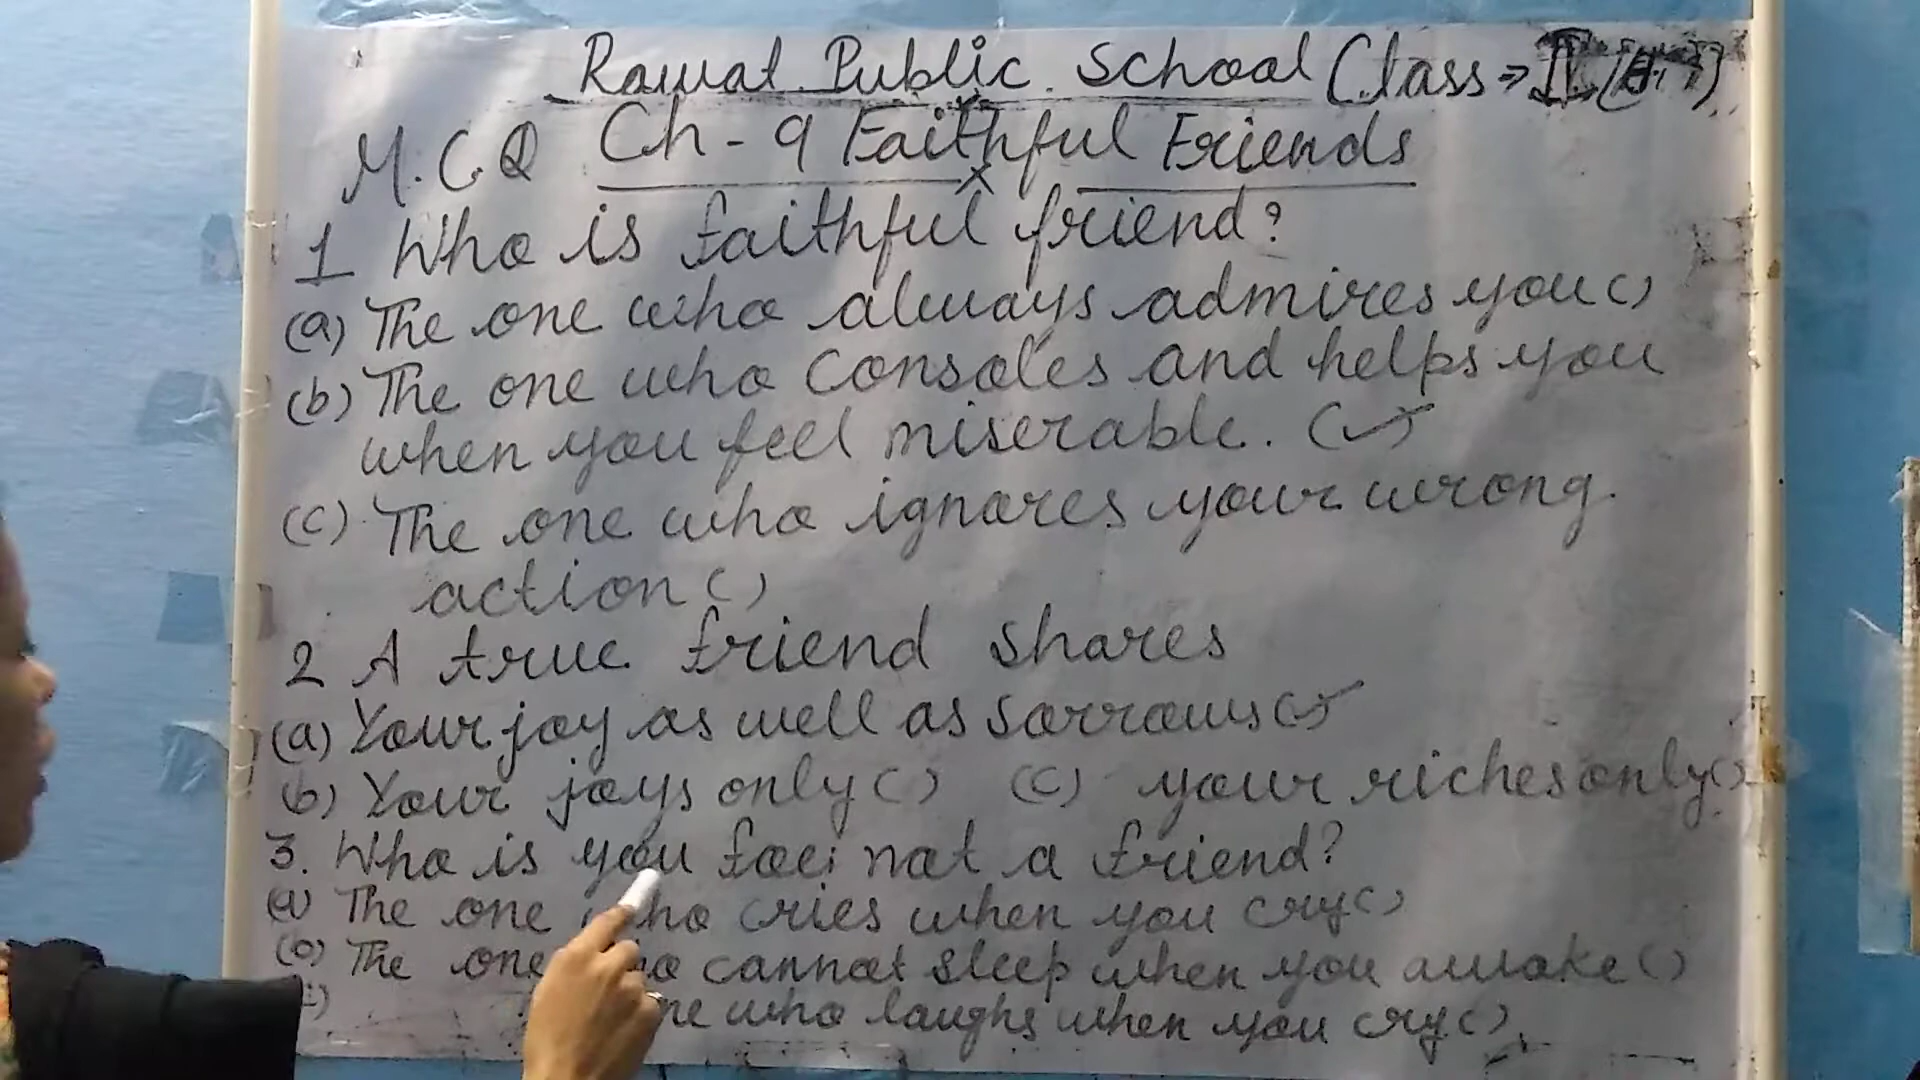 Rawat Public School Class →
M.C.Q Ch-9 Faithful Friends
1 Who is faithful friend?
(a) The one who always admires you ()
(b) The one who Consoles and helps you
when you feel miserable. (✓)
(c) The one who ignores your wrong.
action ()
2 A true friend shares
(a) Your joy as well as Sorrows (✓)
(b) Your joys only () (c) your riches only ()
3. Who is you foe; not a friend?
(a) The one who cries when you cry ()
(b) The one who cannot sleep when you awake ()
who laughs when you cry ()